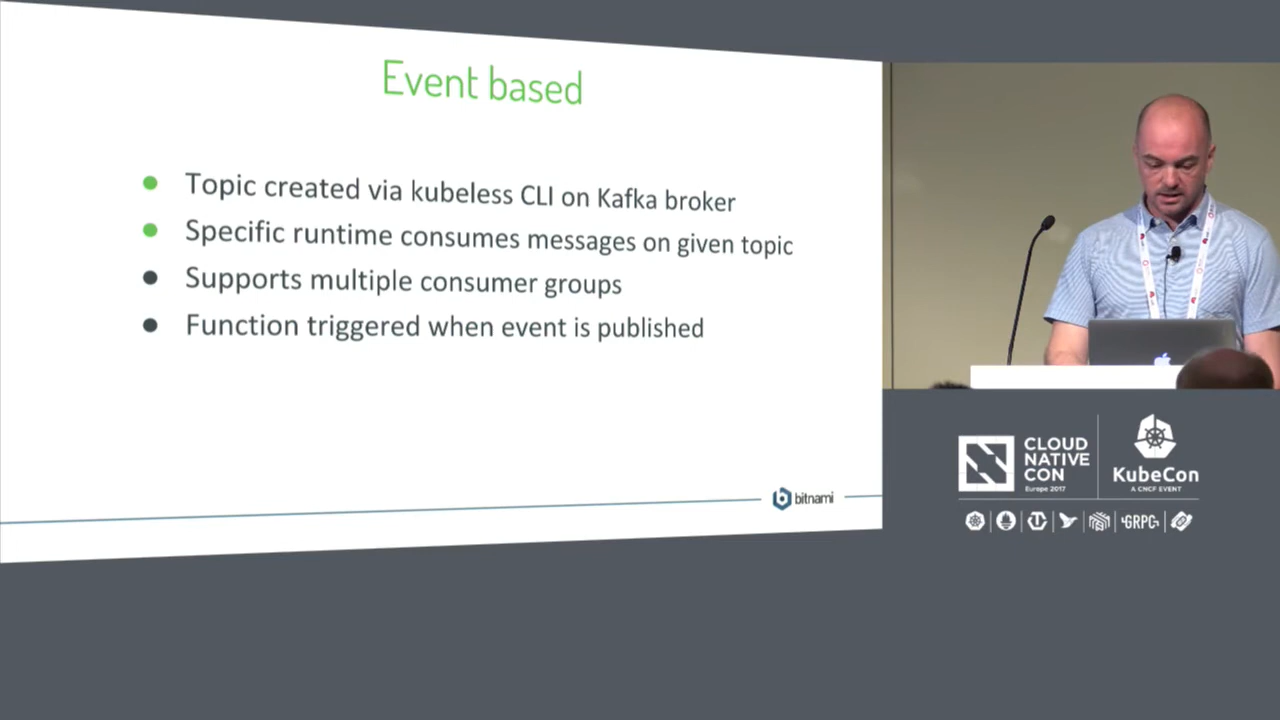 Event based
Topic created via kubeless CLI on Kafka broker
Specific runtime consumes messages on given topic
Supports multiple consumer groups
Function triggered when event is published
bitnami
CLOUD
NATIVE
CON
Europe 2017
KubeCon
A CNCF EVENT
GRPC